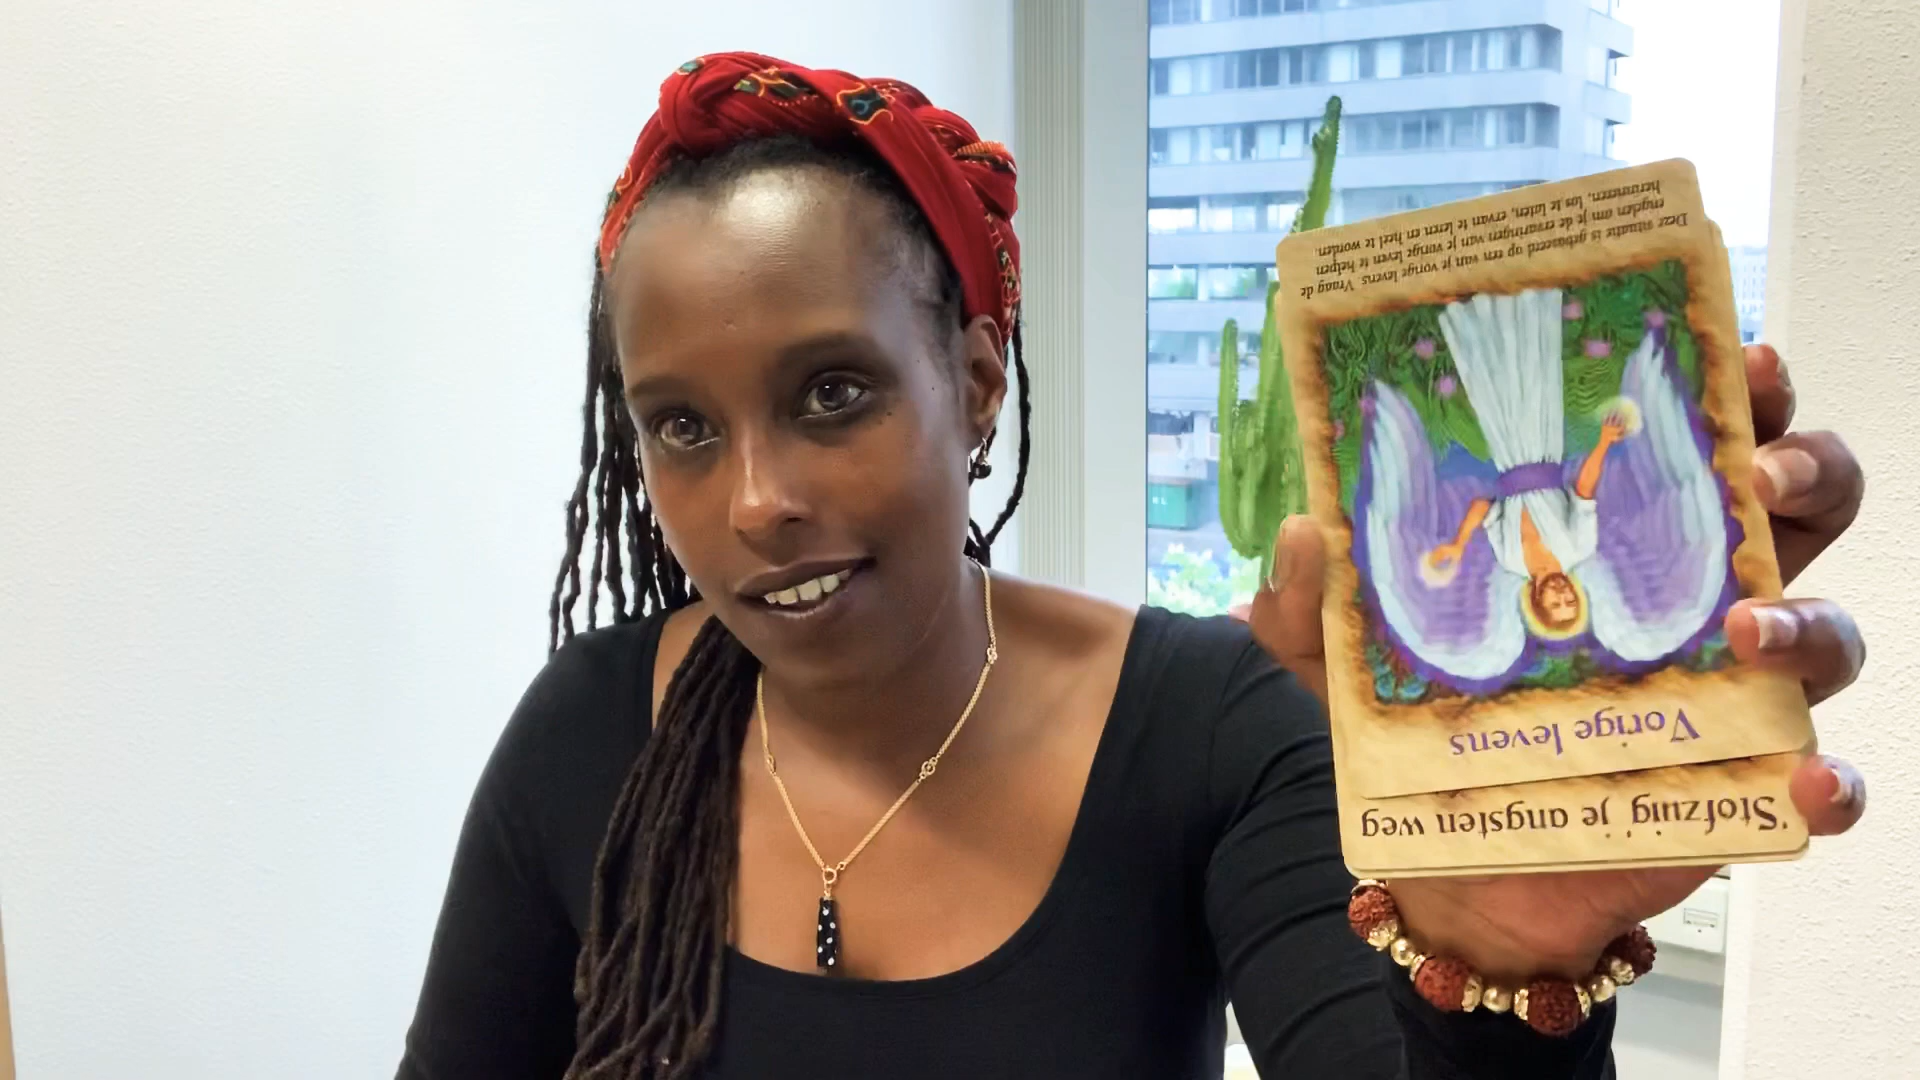 'Stofzuig' je angsten weg
Vorige levens
Deze situatie is gebaseerd op een van je vorige levens. Vraag de
engelen om je de ervaringen van je vorige leven te helpen
herinneren, los te laten, ervan te leren en heel te worden.